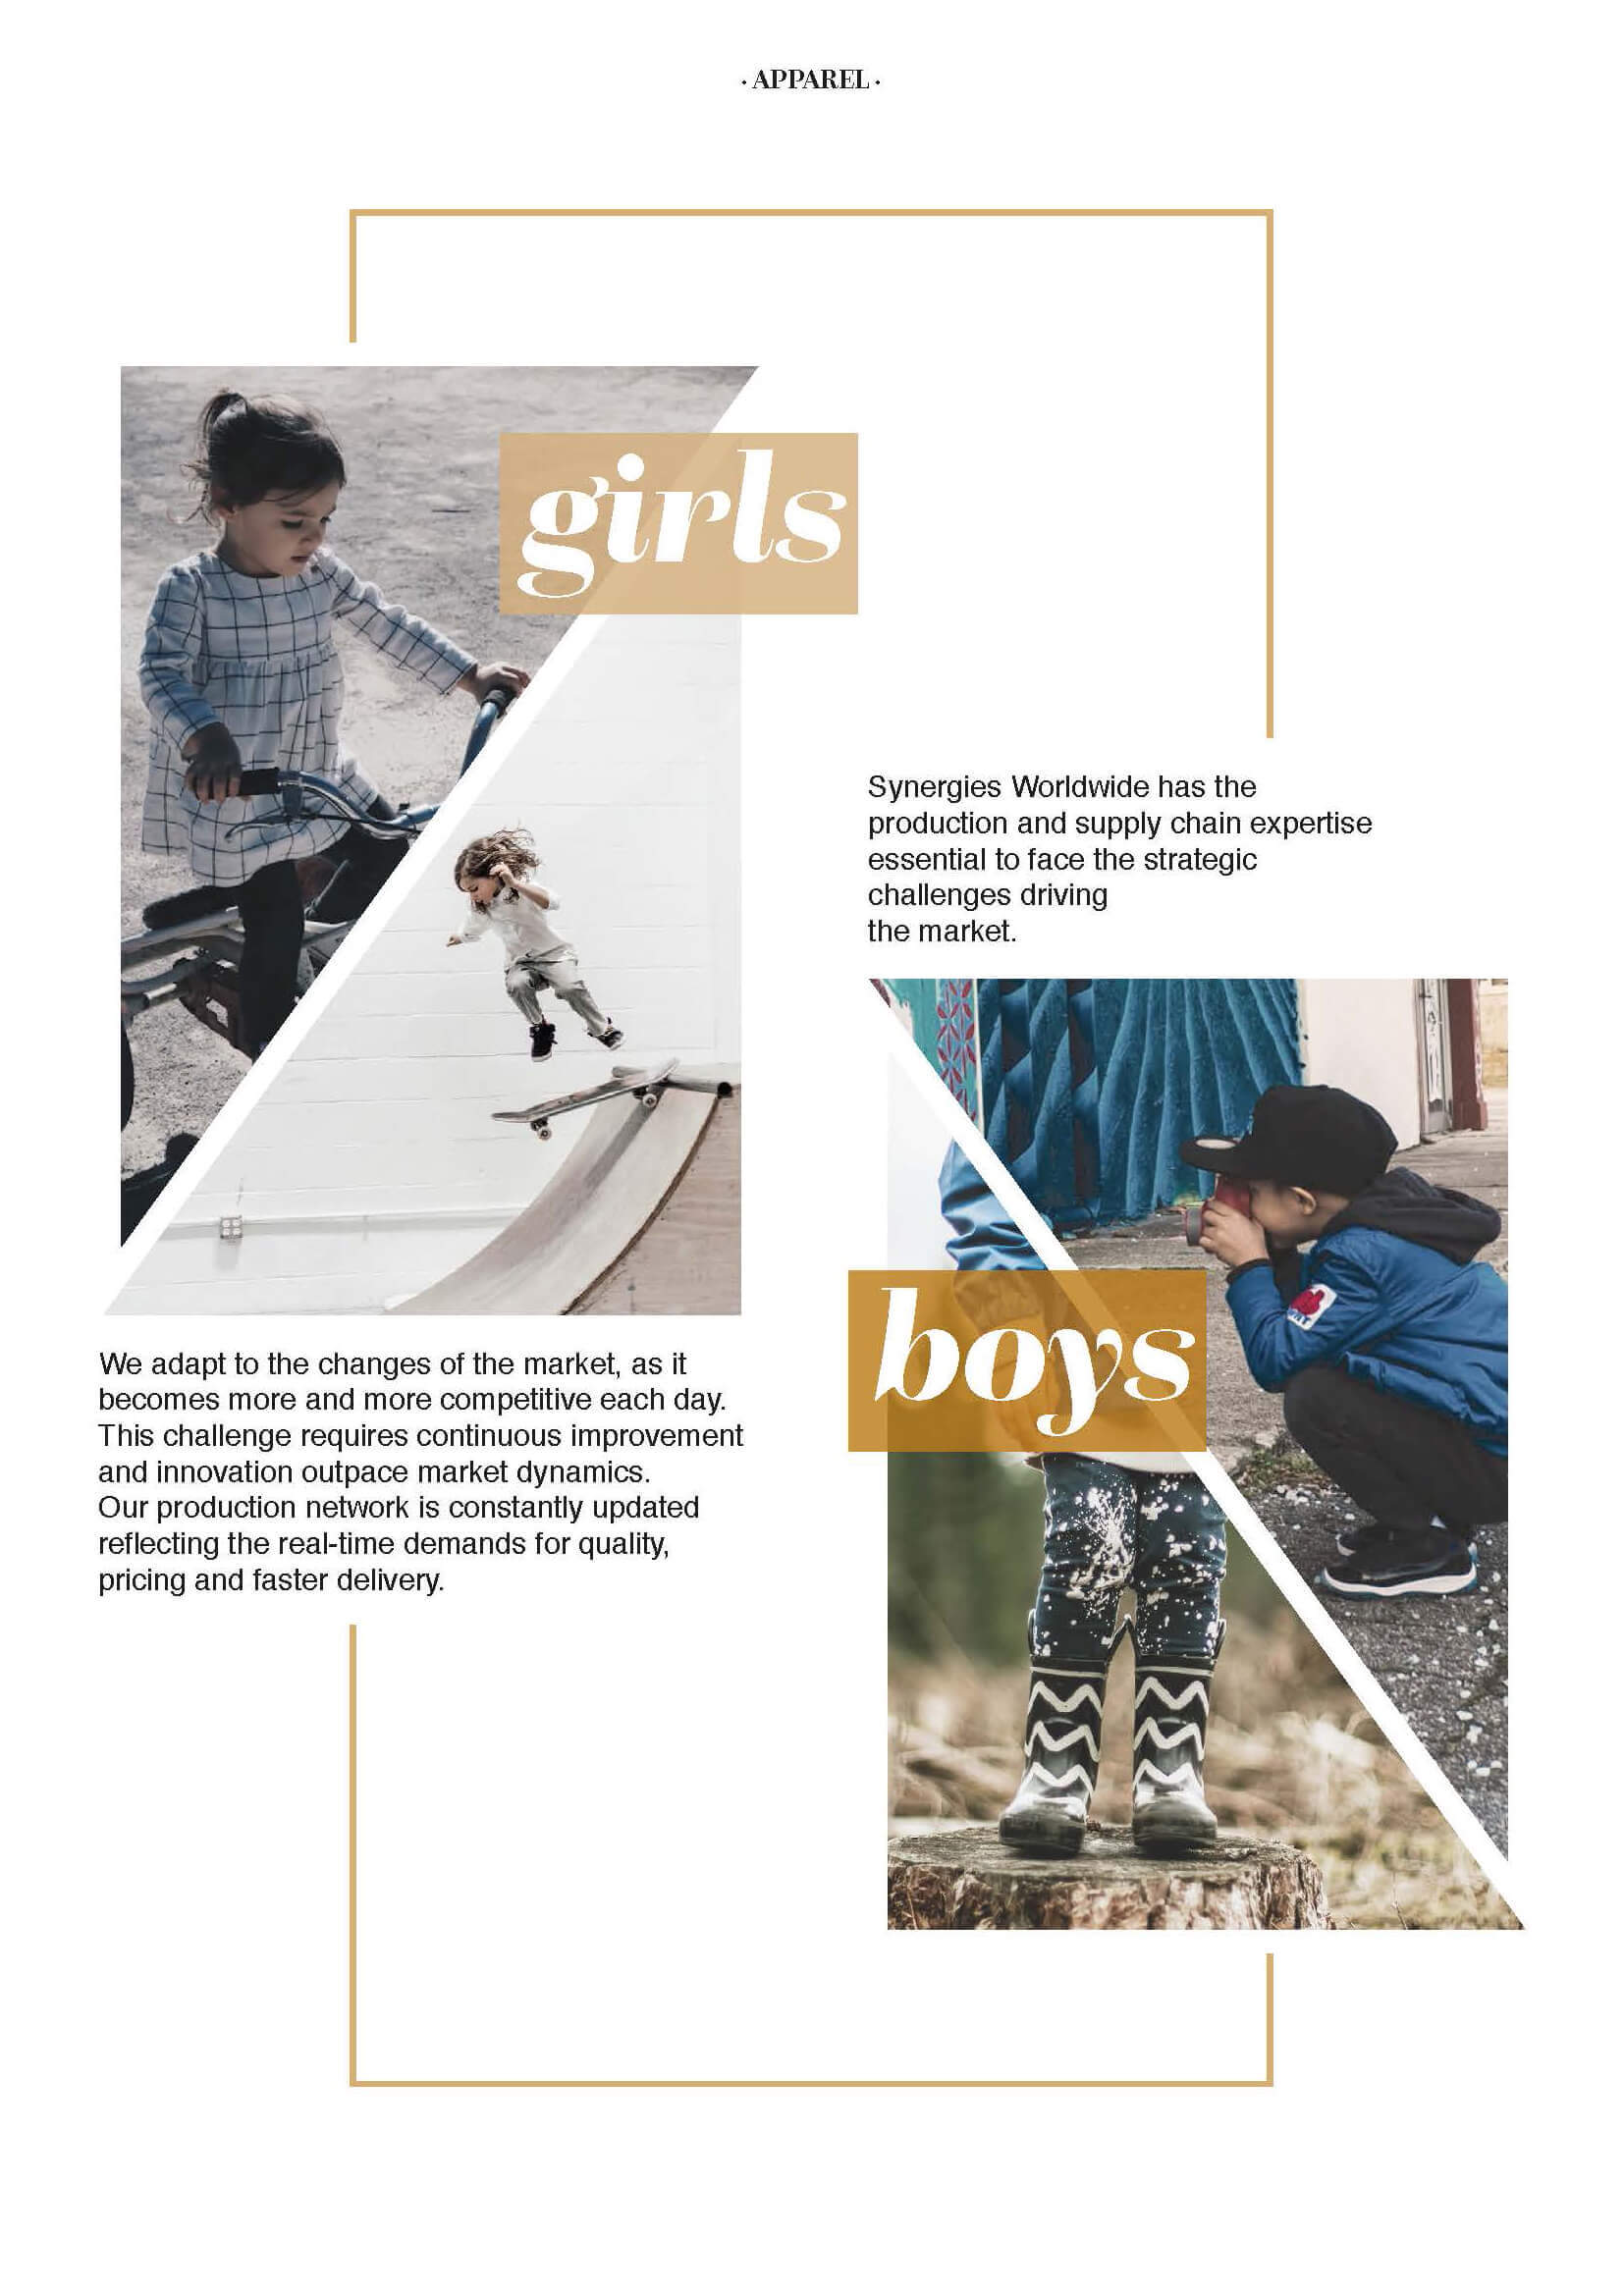 · APPAREL ·
girls
Synergies Worldwide has the
production and supply chain expertise
essential to face the strategic
challenges driving
the market.
We adapt to the changes of the market, as it
becomes more and more competitive each day.
This challenge requires continuous improvement
and innovation outpace market dynamics.
Our production network is constantly updated
reflecting the real-time demands for quality,
pricing and faster delivery.
boys